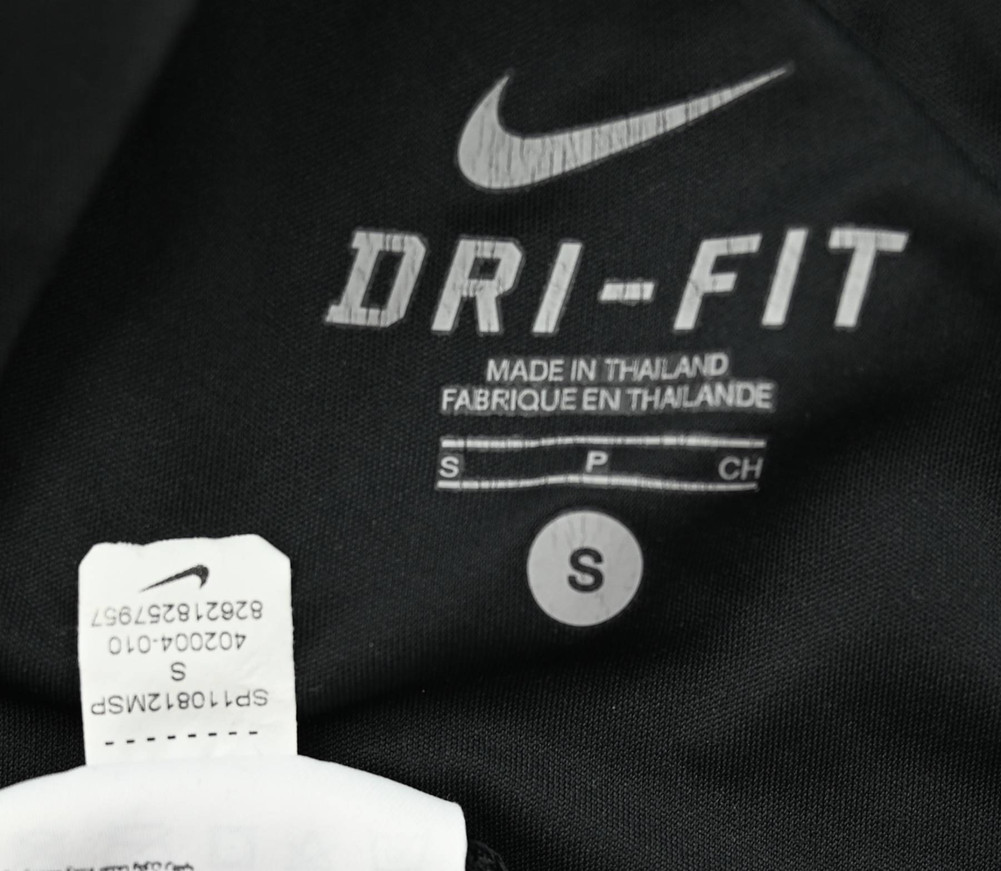 DRI-FIT
MADE IN THAILAND
FABRIQUE EN THAILANDE
S P CH
S
SP110812MSP
S
402004-010
826218257957